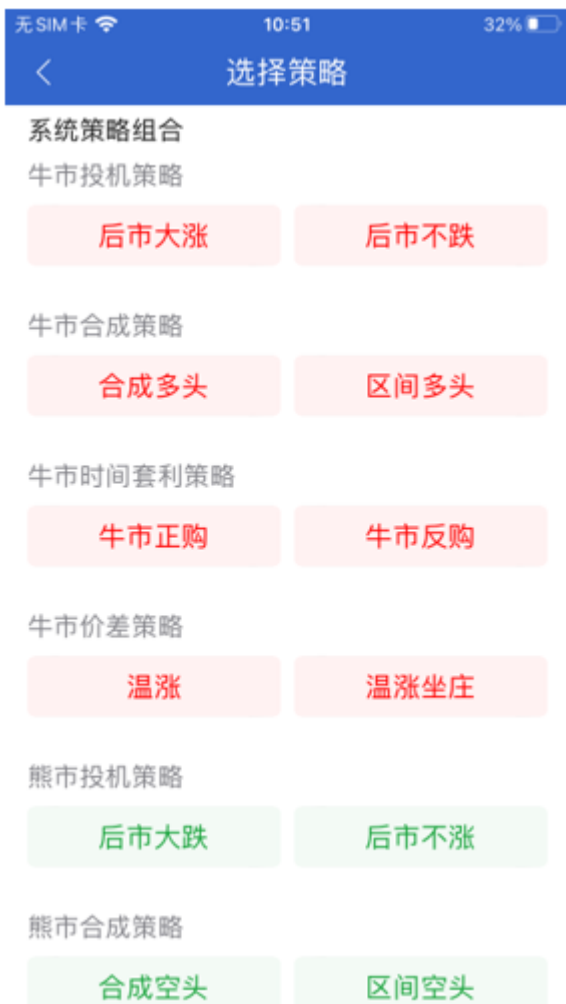 无SIM卡 10:51 32%
选择策略
系统策略组合
牛市投机策略
后市大涨 后市不跌
牛市合成策略
合成多头 区间多头
牛市时间套利策略
牛市正购 牛市反购
牛市价差策略
温涨 温涨坐庄
熊市投机策略
后市大跌 后市不涨
熊市合成策略
合成空头 区间空头